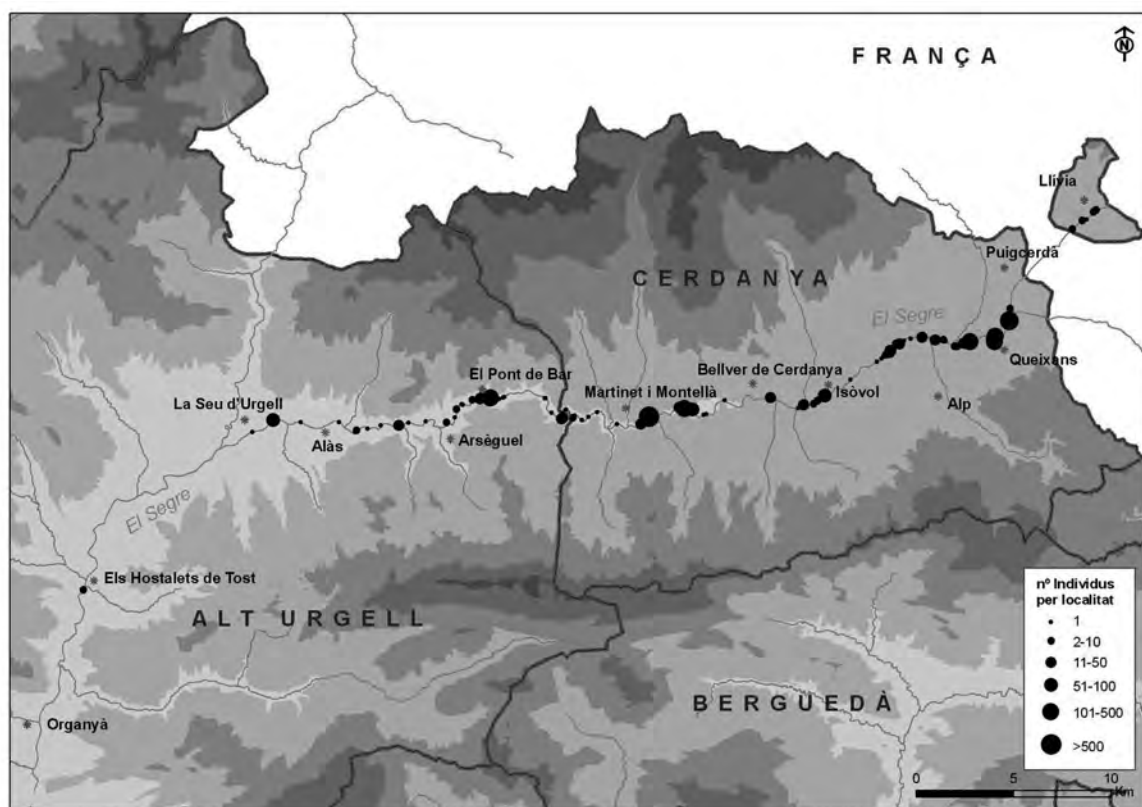 N
FRANÇA
Llívia
Puigcerdà
CERDANYA
El Segre
Queixans
El Pont de Bar
Bellver de Cerdanya
Martinet i Montellà
Isòvol
La Seu d'Urgell
Alp
Alàs
Arsèguel
El Segre
Els Hostalets de Tost
ALT URGELL
nº Individus
per localitat
1
2-10
11-50
51-100
101-500
>500
BERGUEDÀ
Organyà
0 5 10
Km